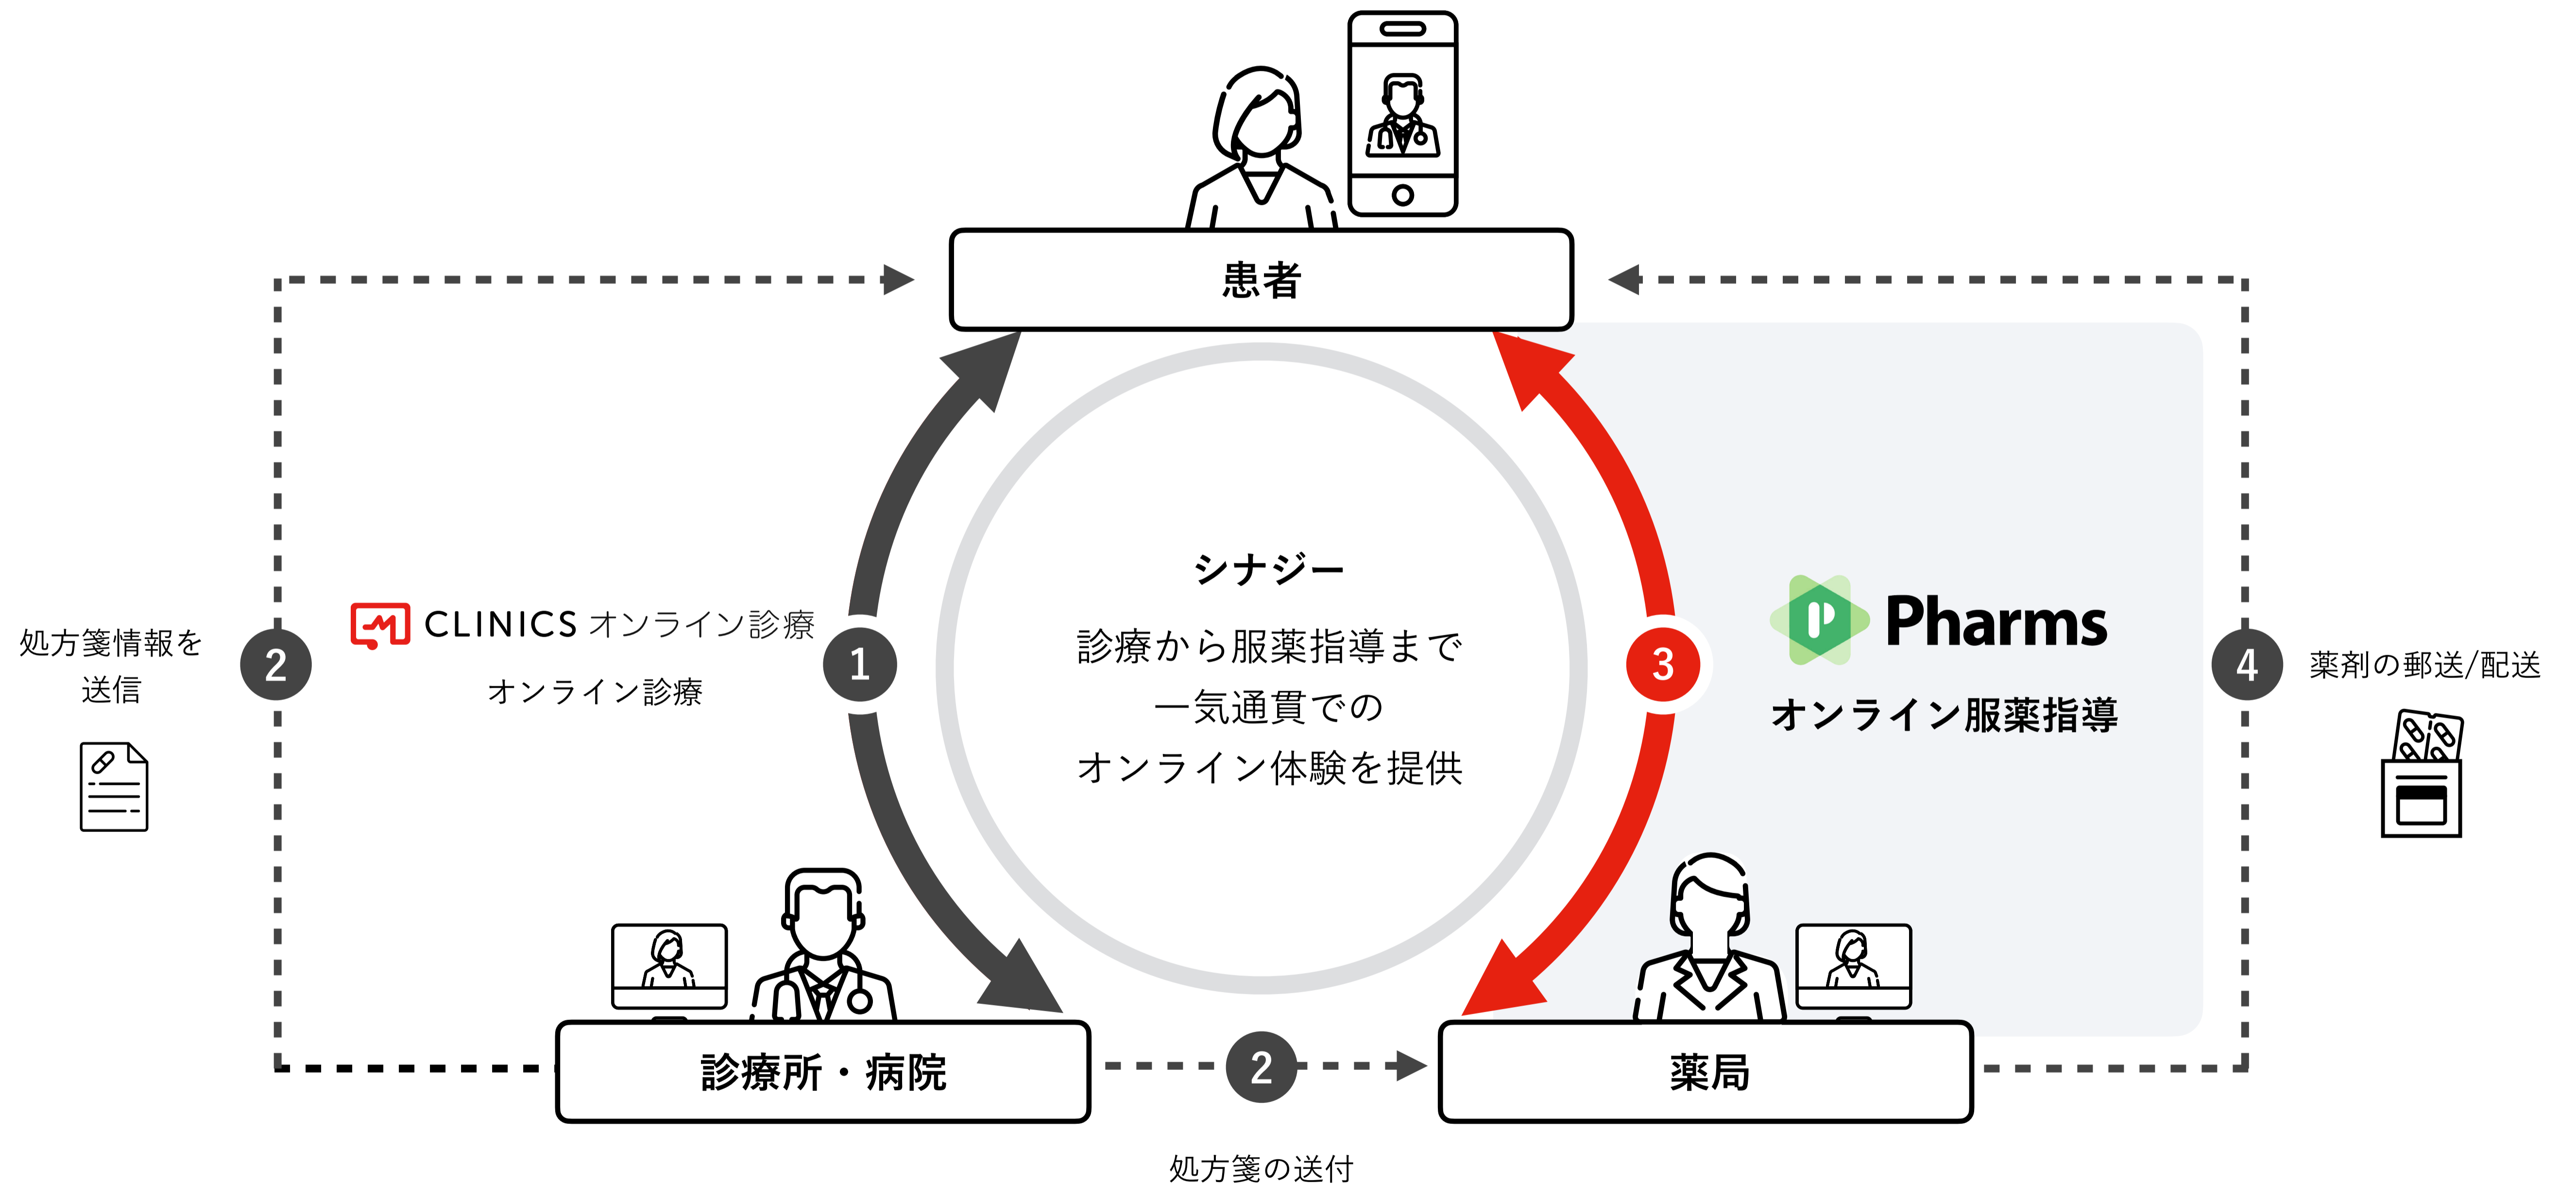 患者
処方箋情報を
送信
2
CLINICS オンライン診療
オンライン診療
1
シナジー
診療から服薬指導まで
一気通貫での
オンライン体験を提供
3
Pharms
オンライン服薬指導
4
薬剤の郵送/配送
診療所・病院
2
処方箋の送付
薬局